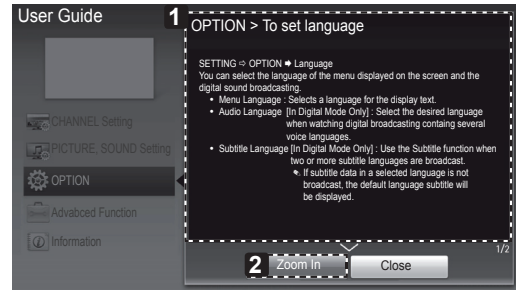 User Guide
1
OPTION > To set language
SETTING ⇨ OPTION ➡ Language
You can select the language of the menu displayed on the screen and the
digital sound broadcasting.
• Menu Language : Selects a language for the display text.
• Audio Language [In Digital Mode Only] : Select the desired language
when watching digital broadcasting containg several
voice languages.
• Subtitle Language [In Digital Mode Only] : Use the Subtitle function when
two or more subtitle languages are broadcast.
If subtitle data in a selected language is not
broadcast, the default language subtitle will
be displayed.
CHANNEL Setting
PICTURE, SOUND Setting
OPTION
Advabced Function
Information
1/2
2 Zoom In
Close